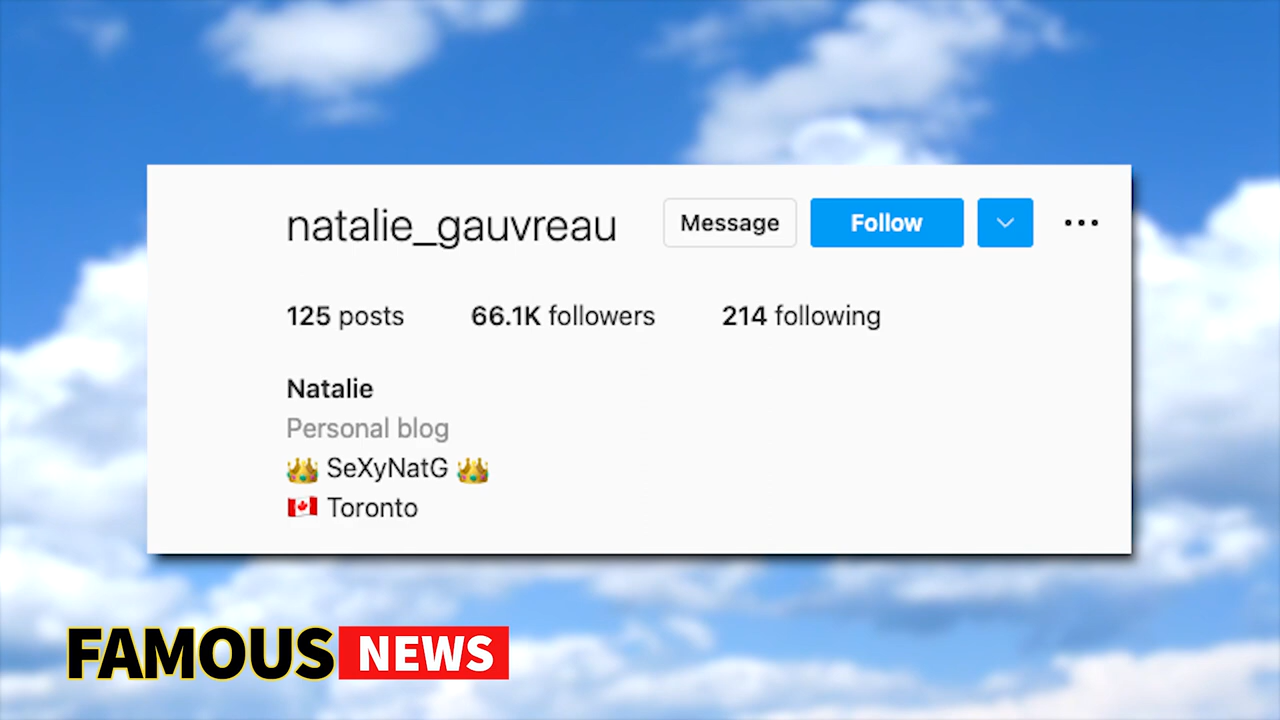 natalie_gauvreau Message Follow
125 posts 66.1K followers 214 following
Natalie
Personal blog
👑 SeXyNatG 👑
🇨🇦 Toronto
FAMOUS NEWS